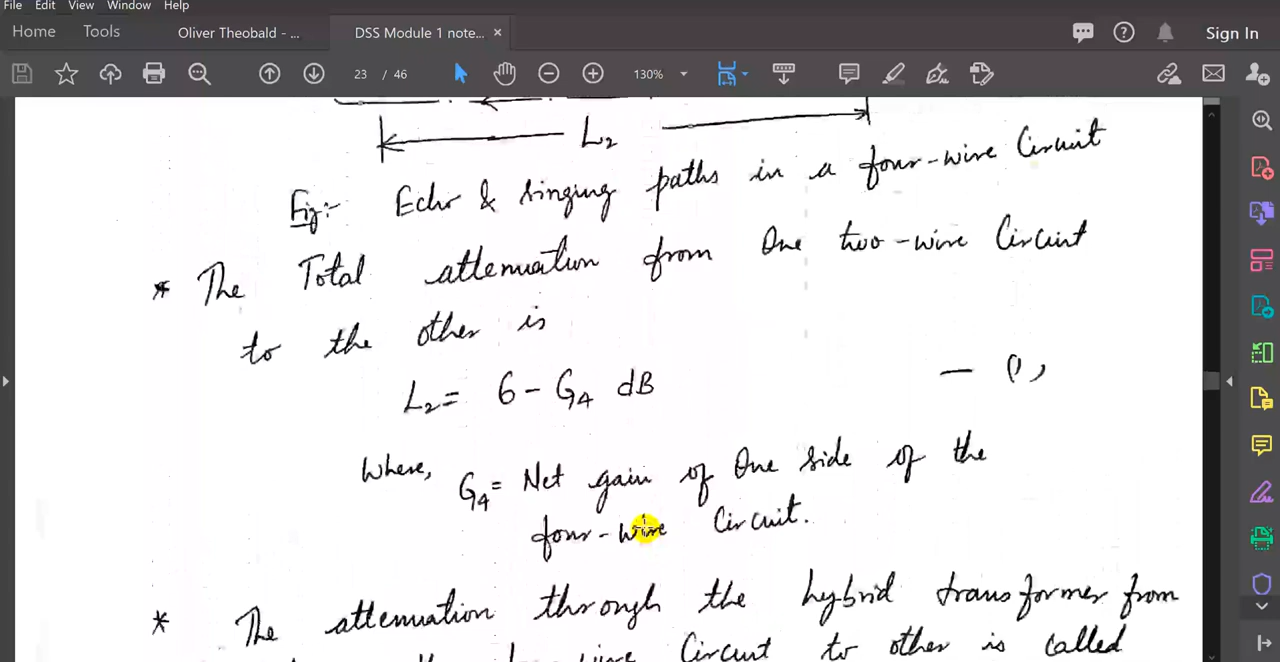 File Edit View Window Help
Home Tools Oliver Theobald - ... DSS Module 1 note... × Sign In
23 / 46 130%
L2
Fig:- Echo & Singing paths in a four-wire Circuit
* The Total attenuation from One two-wire Circuit
to the other is
L2 = 6 - G4 dB — (1)
Where, G4 = Net gain of One side of the
four-wire Circuit.
* The attenuation through the hybrid transformer from
wire Circuit to other is called